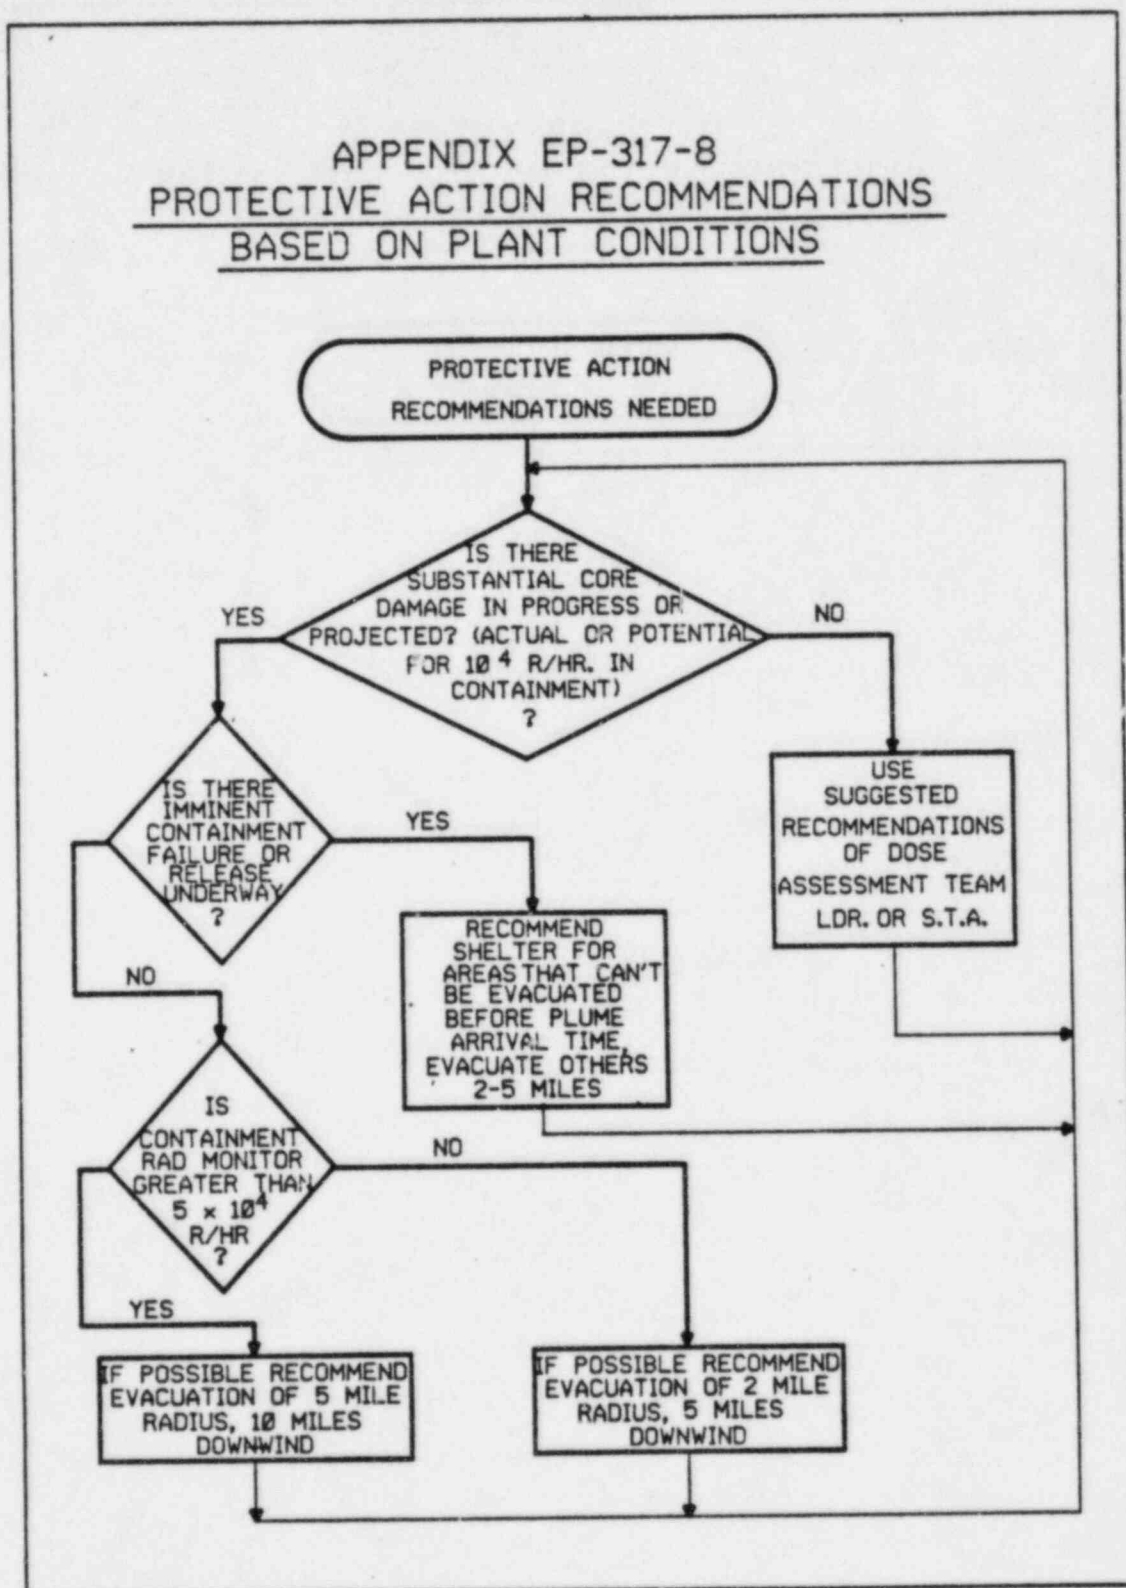 APPENDIX EP-317-8
PROTECTIVE ACTION RECOMMENDATIONS
BASED ON PLANT CONDITIONS
PROTECTIVE ACTION
RECOMMENDATIONS NEEDED
IS THERE
SUBSTANTIAL CORE
DAMAGE IN PROGRESS OR
PROJECTED? (ACTUAL OR POTENTIAL
FOR 10⁴ R/HR. IN
CONTAINMENT)
?
YES
NO
IS THERE
IMMINENT
CONTAINMENT
FAILURE OR
RELEASE
UNDERWAY
?
YES
NO
USE
SUGGESTED
RECOMMENDATIONS
OF DOSE
ASSESSMENT TEAM
LDR. OR S.T.A.
RECOMMEND
SHELTER FOR
AREAS THAT CAN'T
BE EVACUATED
BEFORE PLUME
ARRIVAL TIME,
EVACUATE OTHERS
2-5 MILES
IS
CONTAINMENT
RAD MONITOR
GREATER THAN
5 × 10⁴
R/HR
?
NO
YES
IF POSSIBLE RECOMMEND
EVACUATION OF 5 MILE
RADIUS, 10 MILES
DOWNWIND
IF POSSIBLE RECOMMEND
EVACUATION OF 2 MILE
RADIUS, 5 MILES
DOWNWIND